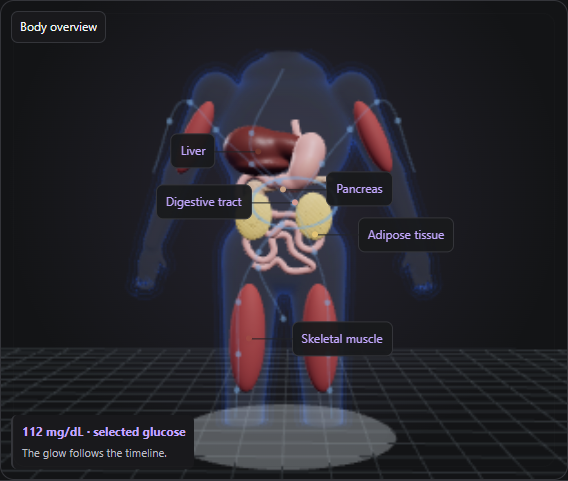 Body overview
Liver
Pancreas
Digestive tract
Adipose tissue
Skeletal muscle
112 mg/dL · selected glucose
The glow follows the timeline.